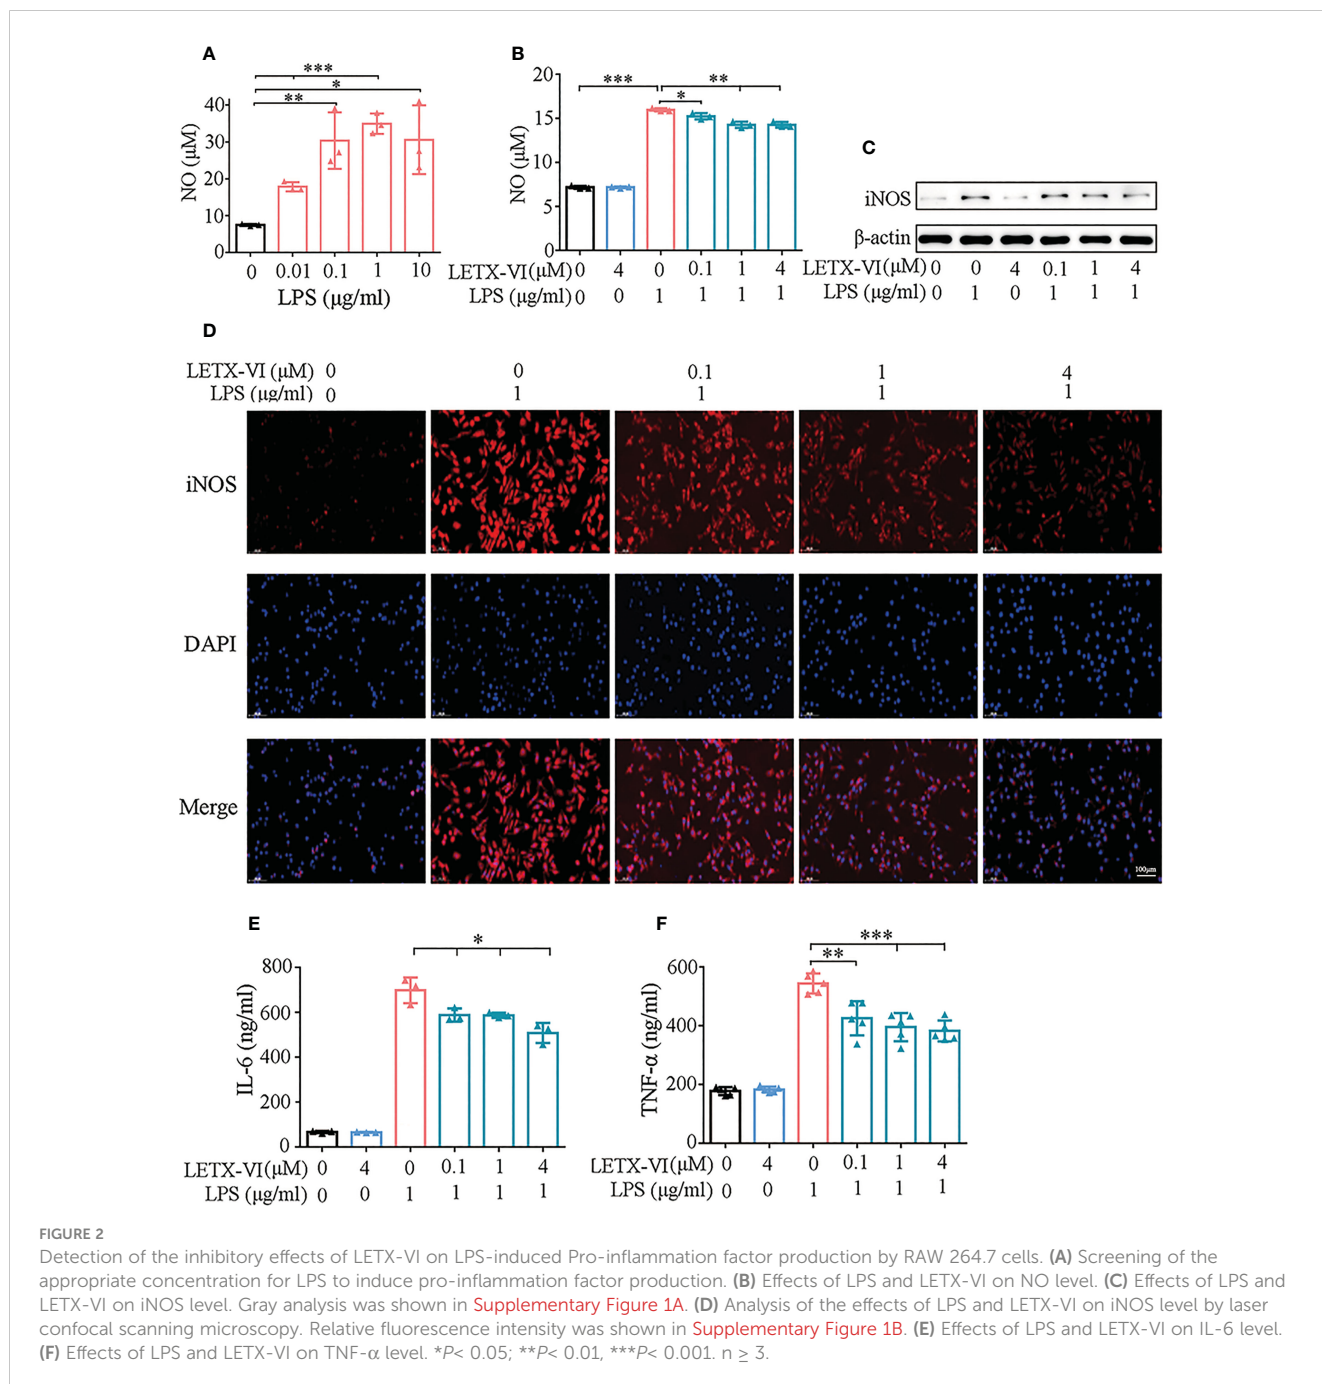 A
***
*
**
NO (μM)
40
30
20
10
0
0 0.01 0.1 1 10
LPS (μg/ml)
B
*** **
*
NO (μM)
20
15
10
5
0
LETX-VI(μM) 0 4 0 0.1 1 4
LPS (μg/ml) 0 0 1 1 1 1
C
iNOS
β-actin
LETX-VI (μM) 0 0 4 0.1 1 4
LPS (μg/ml) 0 1 0 1 1 1
D
LETX-VI (μM) 0 0 0.1 1 4
LPS (μg/ml) 0 1 1 1 1
iNOS
DAPI
Merge
100μm
E
*
IL-6 (ng/ml)
800
600
400
200
0
LETX-VI(μM) 0 4 0 0.1 1 4
LPS (μg/ml) 0 0 1 1 1 1
F
***
**
TNF-α (ng/ml)
600
400
200
0
LETX-VI(μM) 0 4 0 0.1 1 4
LPS (μg/ml) 0 0 1 1 1 1
FIGURE 2
Detection of the inhibitory effects of LETX-VI on LPS-induced Pro-inflammation factor production by RAW 264.7 cells. (A) Screening of the
appropriate concentration for LPS to induce pro-inflammation factor production. (B) Effects of LPS and LETX-VI on NO level. (C) Effects of LPS and
LETX-VI on iNOS level. Gray analysis was shown in Supplementary Figure 1A. (D) Analysis of the effects of LPS and LETX-VI on iNOS level by laser
confocal scanning microscopy. Relative fluorescence intensity was shown in Supplementary Figure 1B. (E) Effects of LPS and LETX-VI on IL-6 level.
(F) Effects of LPS and LETX-VI on TNF-α level. *P< 0.05; **P< 0.01, ***P< 0.001. n ≥ 3.